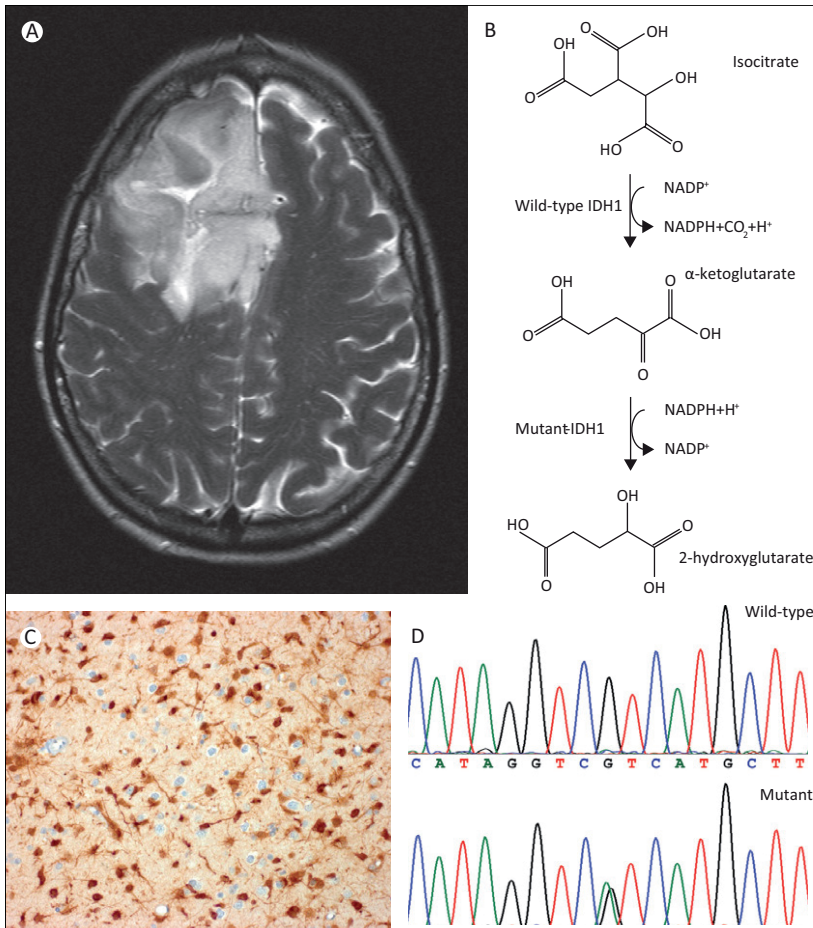 A
B
OH
O
OH
Isocitrate
O
OH
HO
O
Wild-type IDH1
NADP⁺
NADPH+CO₂+H⁺
α-ketoglutarate
OH
O
O
OH
O
Mutant-IDH1
NADPH+H⁺
NADP⁺
OH
HO
O
O
OH
2-hydroxyglutarate
C
D
Wild-type
C A T A G G T C G T C A T G C T T
Mutant